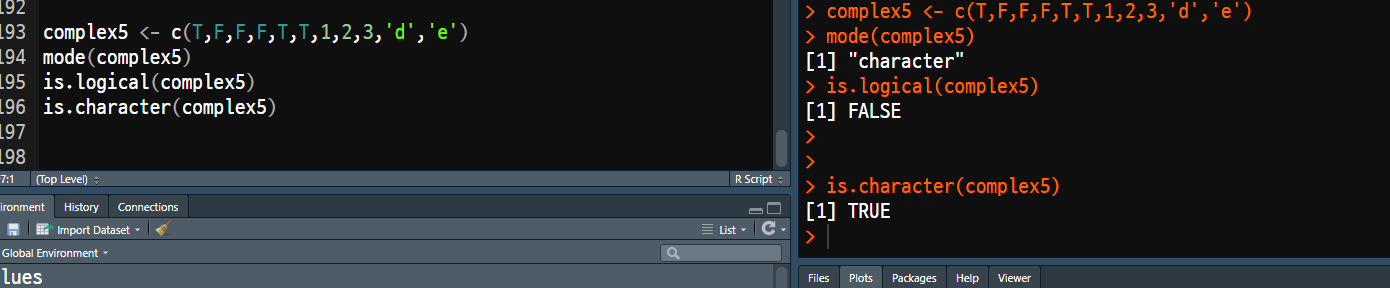 192
193 complex5 <- c(T,F,F,F,T,T,1,2,3,'d','e')
194 mode(complex5)
195 is.logical(complex5)
196 is.character(complex5)
197
198
7:1 (Top Level) R Script
ironment History Connections
Import Dataset List
Global Environment
lues
> complex5 <- c(T,F,F,F,T,T,1,2,3,'d','e')
> mode(complex5)
[1] "character"
> is.logical(complex5)
[1] FALSE
>
>
> is.character(complex5)
[1] TRUE
>
Files Plots Packages Help Viewer